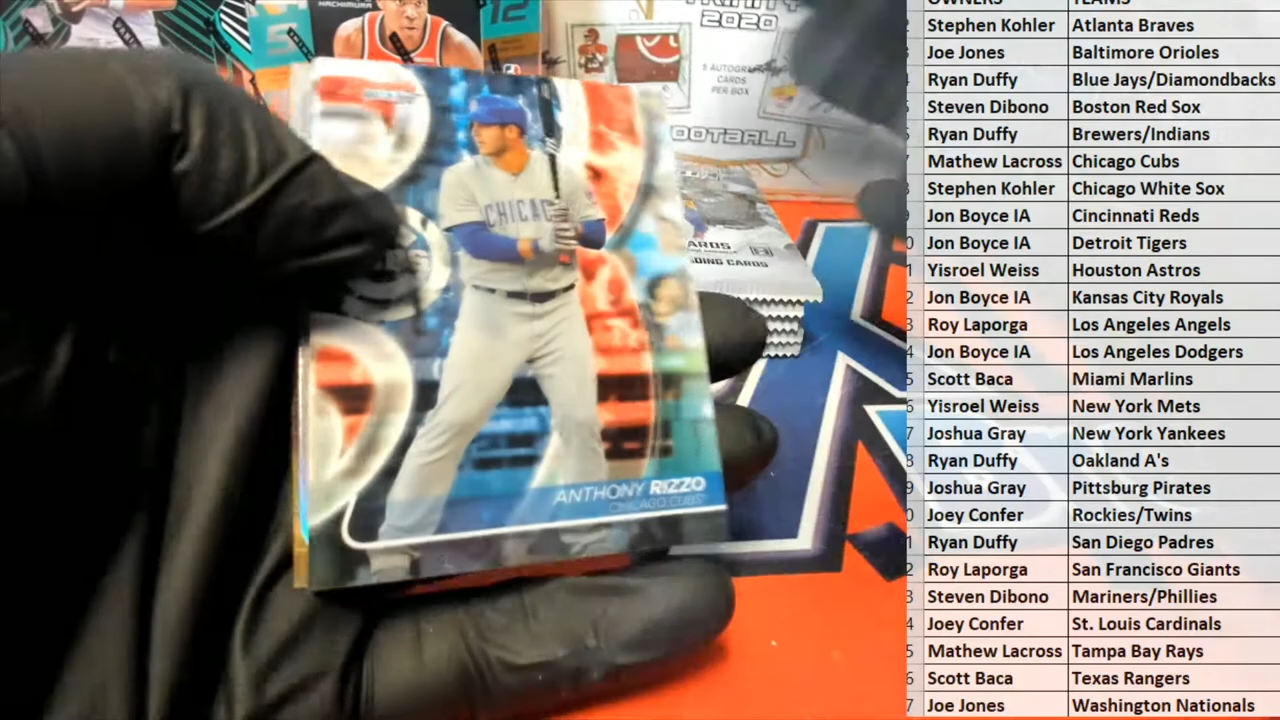 HACHIMURA
12
2020
5 AUTOGRAPH
CARDS
PER BOX
FOOTBALL
CHICAGO
ANTHONY RIZZO
CHICAGO CUBS
CARDS
OWNERS TEAMS
Stephen Kohler Atlanta Braves
Joe Jones Baltimore Orioles
Ryan Duffy Blue Jays/Diamondbacks
Steven Dibono Boston Red Sox
Ryan Duffy Brewers/Indians
Mathew Lacross Chicago Cubs
Stephen Kohler Chicago White Sox
Jon Boyce IA Cincinnati Reds
Jon Boyce IA Detroit Tigers
Yisroel Weiss Houston Astros
Jon Boyce IA Kansas City Royals
Roy Laporga Los Angeles Angels
Jon Boyce IA Los Angeles Dodgers
Scott Baca Miami Marlins
Yisroel Weiss New York Mets
Joshua Gray New York Yankees
Ryan Duffy Oakland A's
Joshua Gray Pittsburg Pirates
Joey Confer Rockies/Twins
Ryan Duffy San Diego Padres
Roy Laporga San Francisco Giants
Steven Dibono Mariners/Phillies
Joey Confer St. Louis Cardinals
Mathew Lacross Tampa Bay Rays
Scott Baca Texas Rangers
Joe Jones Washington Nationals